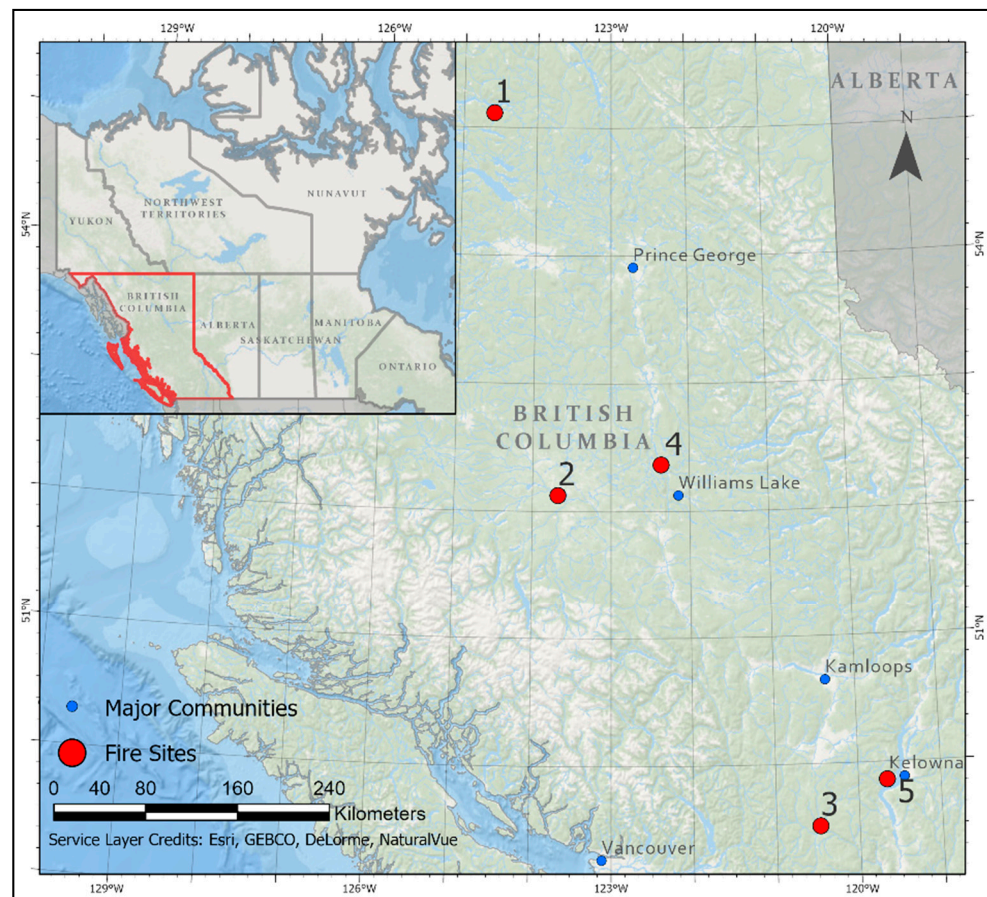 129°W 126°W 123°W 120°W
ALBERTA
N
1
NUNAVUT
NORTHWEST
TERRITORIES
YUKON
54°N
54°N
Prince George
BRITISH
COLUMBIA
ALBERTA
MANITOBA
SASKATCHEWAN
ONTARIO
BRITISH
COLUMBIA
4
2
Williams Lake
51°N
51°N
Kamloops
Major Communities
Fire Sites
Kelowna
5
3
0 40 80 160 240
Kilometers
Service Layer Credits: Esri, GEBCO, DeLorme, NaturalVue
Vancouver
129°W 126°W 123°W 120°W